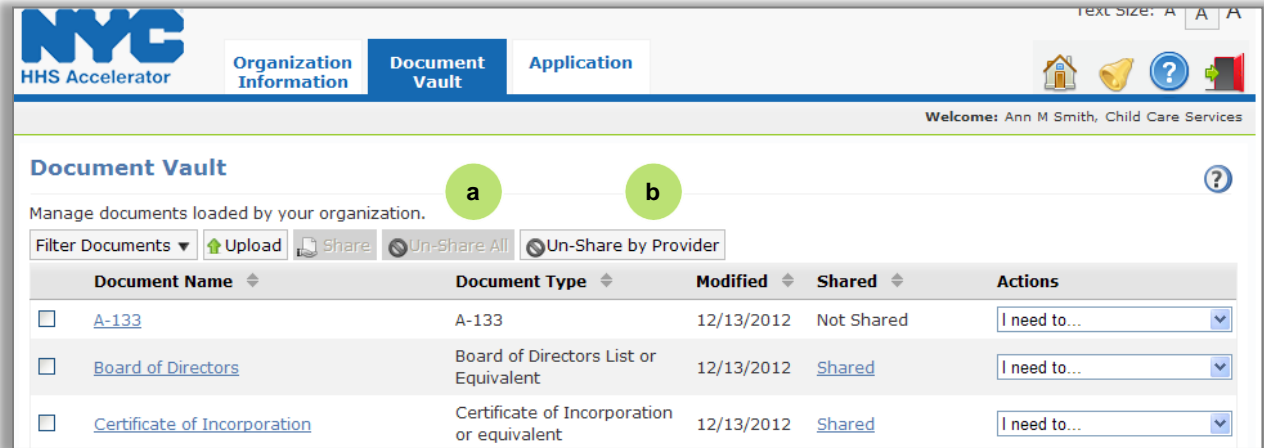 Text Size: A A A
NYC
HHS Accelerator
Organization Information
Document Vault
Application
?
Welcome: Ann M Smith, Child Care Services
Document Vault
a b
?
Manage documents loaded by your organization.
Filter Documents ▼ Upload Share Un-Share All Un-Share by Provider
Document Name Document Type Modified Shared Actions
A-133 A-133 12/13/2012 Not Shared I need to...
Board of Directors Board of Directors List or Equivalent 12/13/2012 Shared I need to...
Certificate of Incorporation Certificate of Incorporation or equivalent 12/13/2012 Shared I need to...